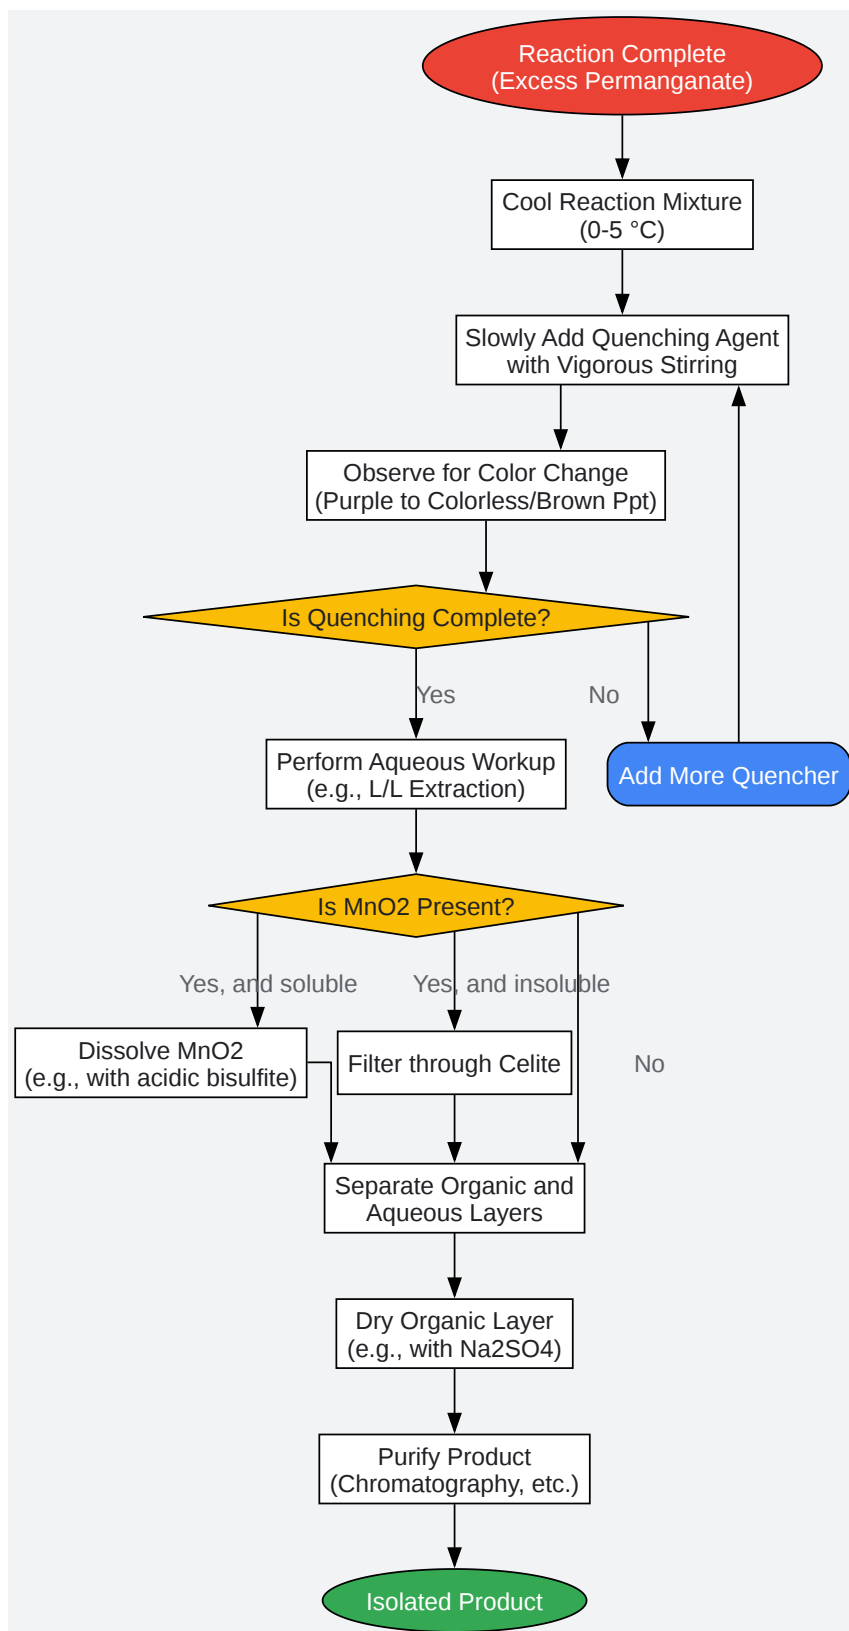 Reaction Complete
(Excess Permanganate)
Cool Reaction Mixture
(0-5 °C)
Slowly Add Quenching Agent
with Vigorous Stirring
Observe for Color Change
(Purple to Colorless/Brown Ppt)
Is Quenching Complete?
Yes
No
Perform Aqueous Workup
(e.g., L/L Extraction)
Add More Quencher
Is MnO2 Present?
Yes, and soluble
Yes, and insoluble
No
Dissolve MnO2
(e.g., with acidic bisulfite)
Filter through Celite
Separate Organic and
Aqueous Layers
Dry Organic Layer
(e.g., with Na2SO4)
Purify Product
(Chromatography, etc.)
Isolated Product